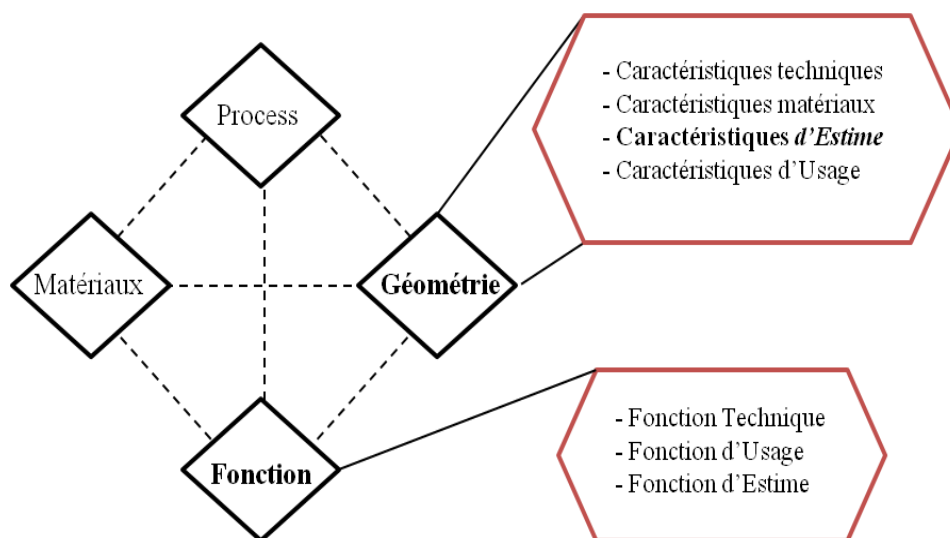 Process
Matériaux
Géométrie
Fonction
- Caractéristiques techniques
- Caractéristiques matériaux
- Caractéristiques d'Estime
- Caractéristiques d'Usage
- Fonction Technique
- Fonction d'Usage
- Fonction d'Estime